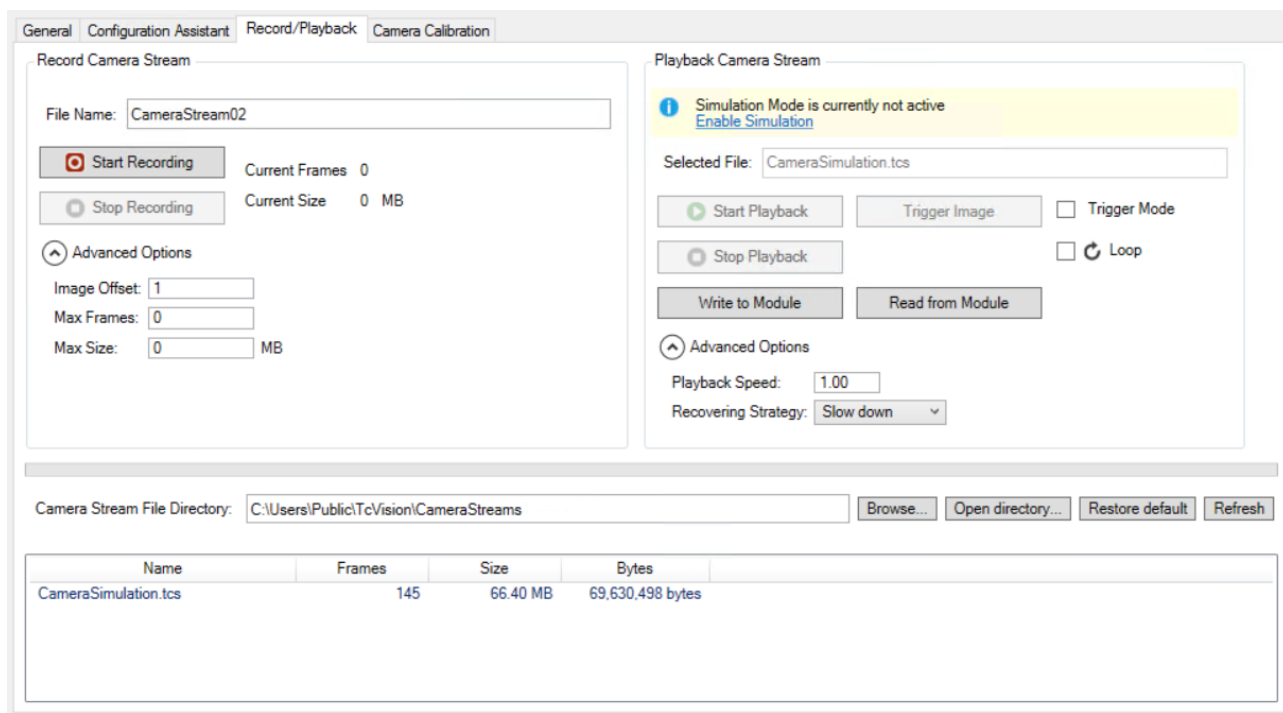 General Configuration Assistant Record/Playback Camera Calibration
Record Camera Stream
File Name: CameraStream02
Start Recording
Current Frames 0
Stop Recording
Current Size 0 MB
Advanced Options
Image Offset: 1
Max Frames: 0
Max Size: 0 MB
Playback Camera Stream
Simulation Mode is currently not active
Enable Simulation
Selected File: CameraSimulation.tcs
Start Playback Trigger Image Trigger Mode
Stop Playback Loop
Write to Module Read from Module
Advanced Options
Playback Speed: 1.00
Recovering Strategy: Slow down
Camera Stream File Directory: C:\Users\Public\TcVision\CameraStreams Browse... Open directory... Restore default Refresh
Name Frames Size Bytes
CameraSimulation.tcs 145 66.40 MB 69,630,498 bytes